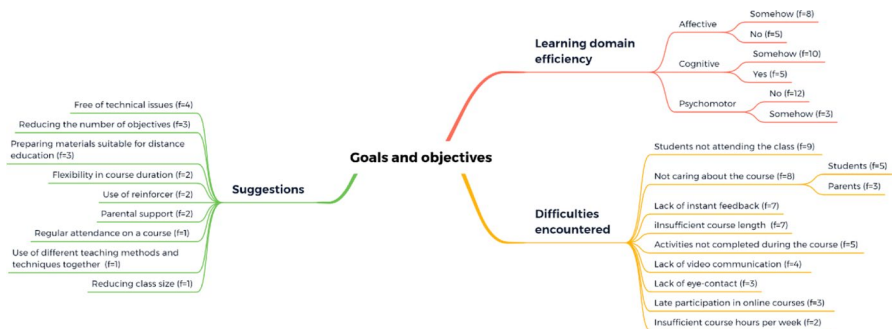 Goals and objectives
Learning domain
efficiency
Affective
Somehow (f=8)
No (f=5)
Cognitive
Somehow (f=10)
Yes (f=5)
Psychomotor
No (f=12)
Somehow (f=3)
Difficulties
encountered
Students not attending the class (f=9)
Not caring about the course (f=8)
Students (f=5)
Parents (f=3)
Lack of instant feedback (f=7)
iInsufficient course length (f=7)
Activities not completed during the course (f=5)
Lack of video communication (f=4)
Lack of eye-contact (f=3)
Late participation in online courses (f=3)
Insufficient course hours per week (f=2)
Suggestions
Free of technical issues (f=4)
Reducing the number of objectives (f=3)
Preparing materials suitable for distance
education (f=3)
Flexibility in course duration (f=2)
Use of reinforcer (f=2)
Parental support (f=2)
Regular attendance on a course (f=1)
Use of different teaching methods and
techniques together (f=1)
Reducing class size (f=1)